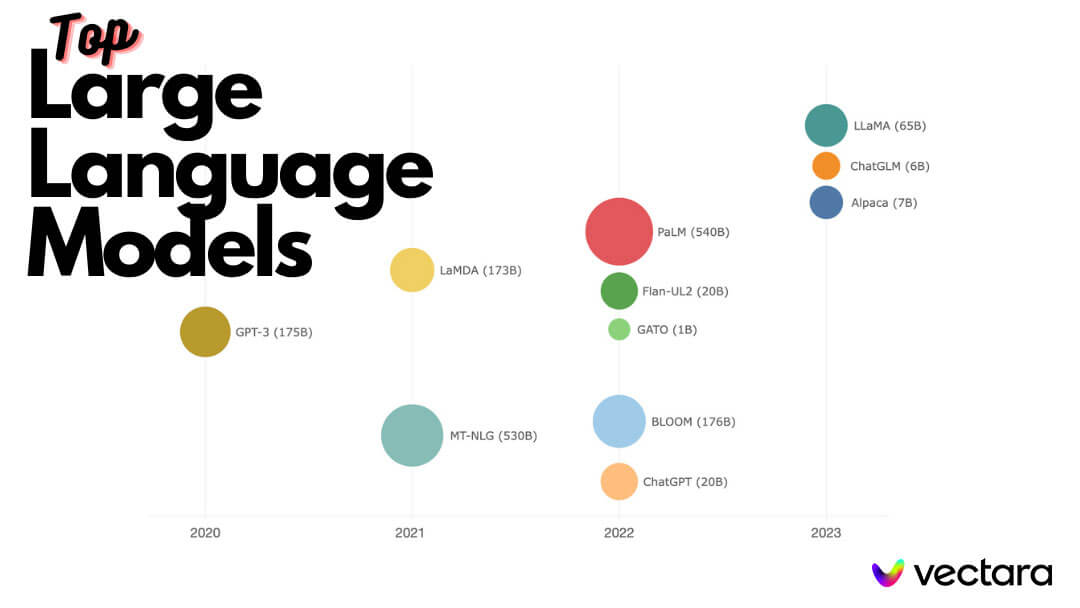 Top
Large
Language
Models
LLaMA (65B)
ChatGLM (6B)
Alpaca (7B)
PaLM (540B)
LaMDA (173B)
Flan-UL2 (20B)
GPT-3 (175B)
GATO (1B)
BLOOM (176B)
MT-NLG (530B)
ChatGPT (20B)
2020 2021 2022 2023
vectara